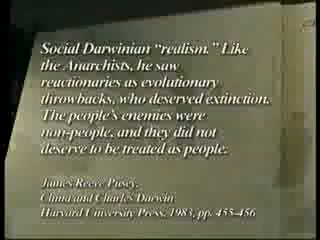 Social Darwinian “realism.” Like
the Anarchists, he saw
reactionaries as evolutionary
throwbacks, who deserved extinction.
The people's enemies were
non-people, and they did not
deserve to be treated as people.
James Reeve Pusey,
China and Charles Darwin
Harvard University Press, 1983, pp. 455-456